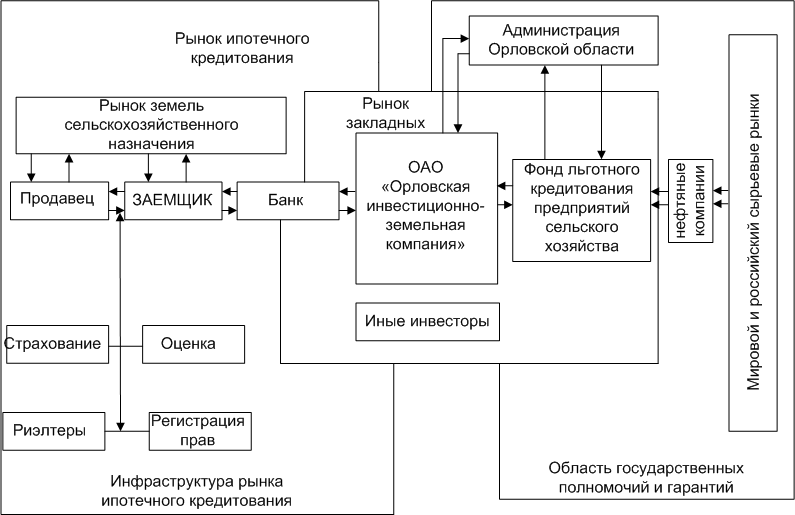 Рынок ипотечного
кредитования
Администрация
Орловской области
Рынок земель
сельскохозяйственного
назначения
Рынок
закладных
Продавец
ЗАЕМЩИК
Банк
ОАО
«Орловская
инвестиционно-
земельная
компания»
Фонд льготного
кредитования
предприятий
сельского
хозяйства
нефтяные
компании
Мировой и российский сырьевые рынки
Иные инвесторы
Страхование
Оценка
Риэлтеры
Регистрация
прав
Инфраструктура рынка
ипотечного кредитования
Область государственных
полномочий и гарантий